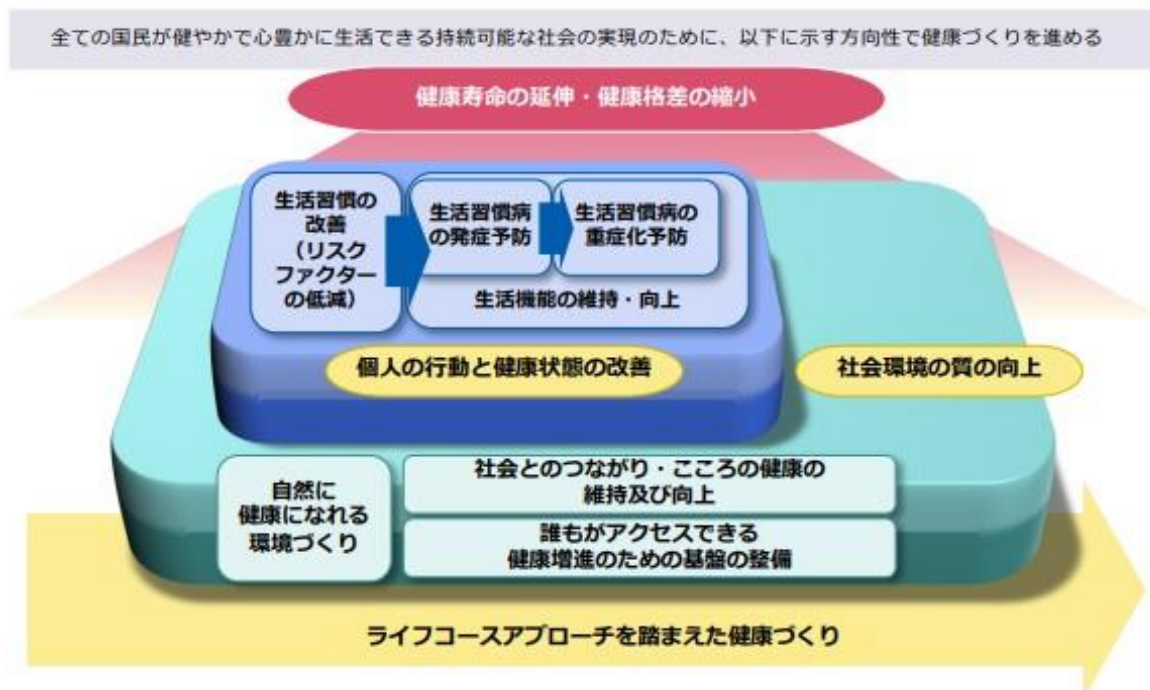 全ての国民が健やかで心豊かに生活できる持続可能な社会の実現のために、以下に示す方向性で健康づくりを進める
健康寿命の延伸・健康格差の縮小
生活習慣の
改善
（リスク
ファクター
の低減）
生活習慣病
の発症予防
生活習慣病の
重症化予防
生活機能の維持・向上
個人の行動と健康状態の改善
社会環境の質の向上
自然に
健康になれる
環境づくり
社会とのつながり・こころの健康の
維持及び向上
誰もがアクセスできる
健康増進のための基盤の整備
ライフコースアプローチを踏まえた健康づくり